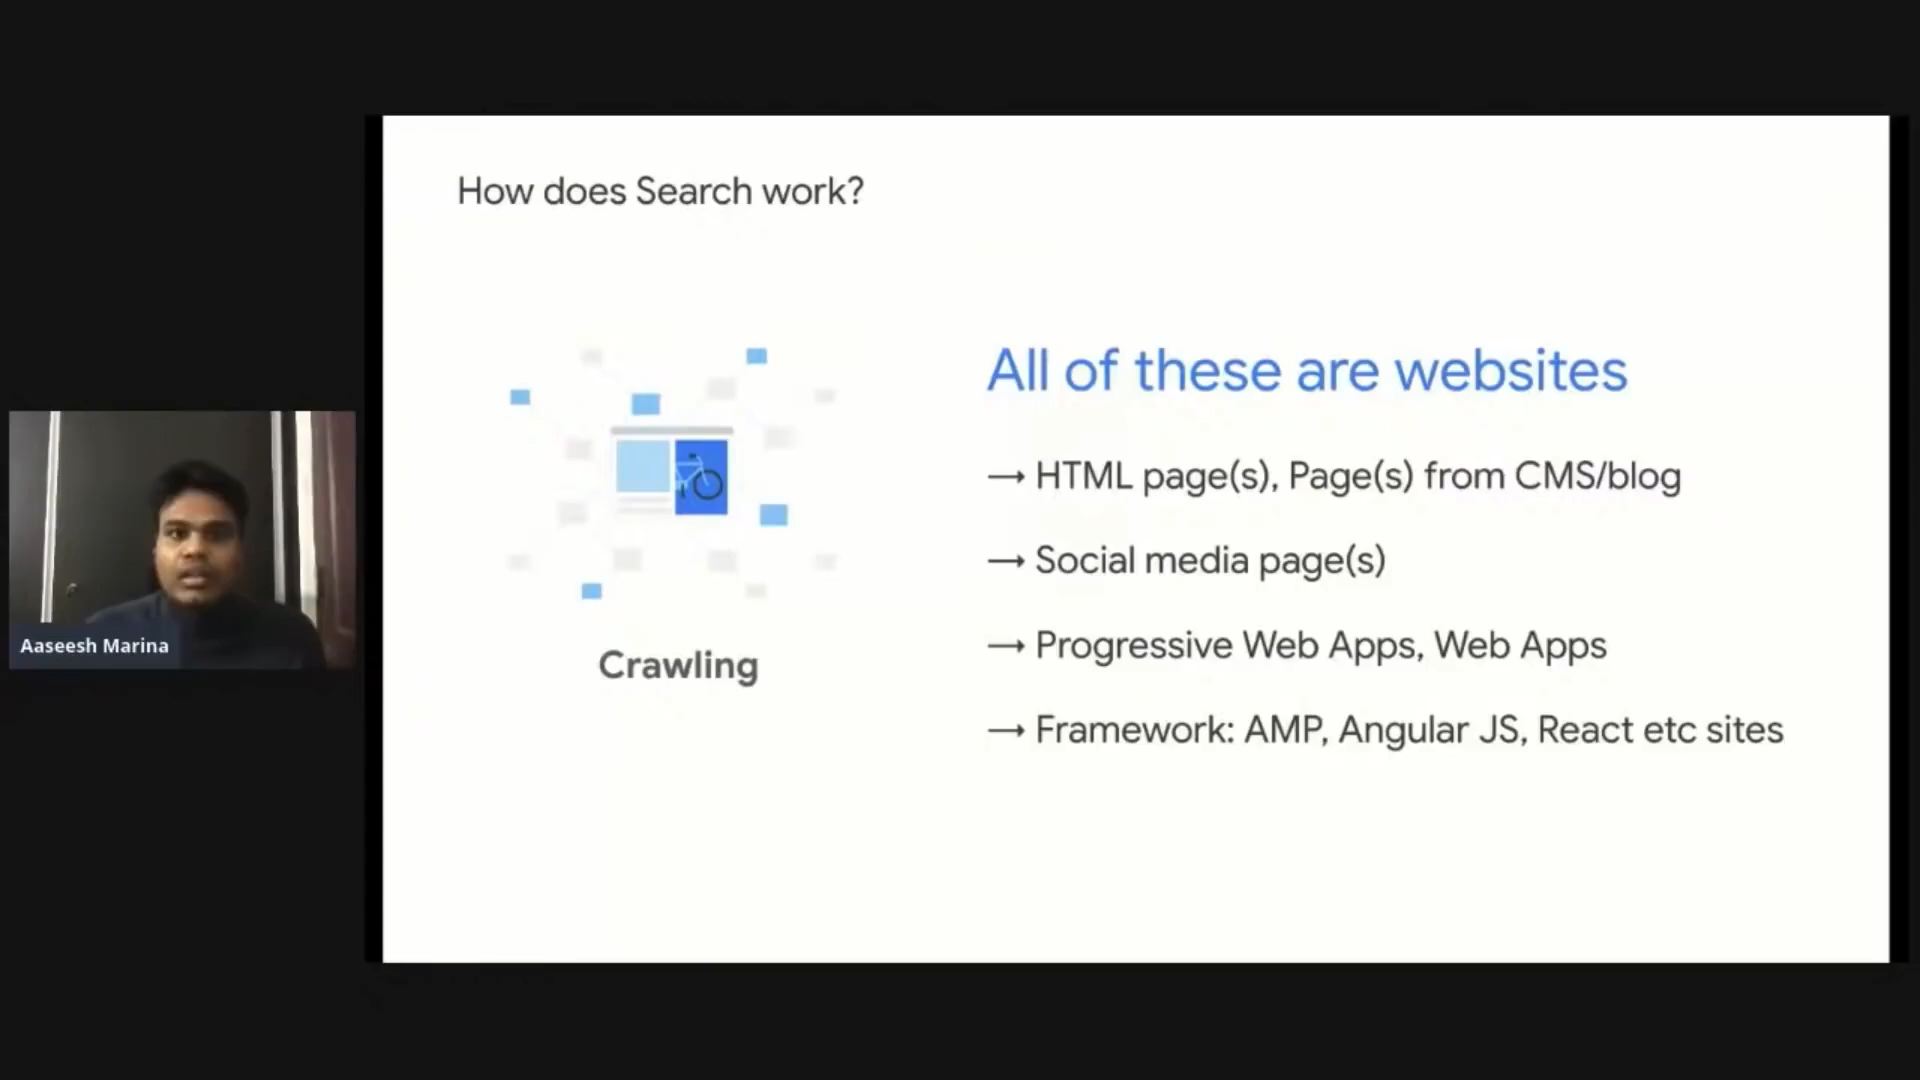 How does Search work?
All of these are websites
→ HTML page(s), Page(s) from CMS/blog
→ Social media page(s)
→ Progressive Web Apps, Web Apps
→ Framework: AMP, Angular JS, React etc sites
Crawling
Aaseesh Marina